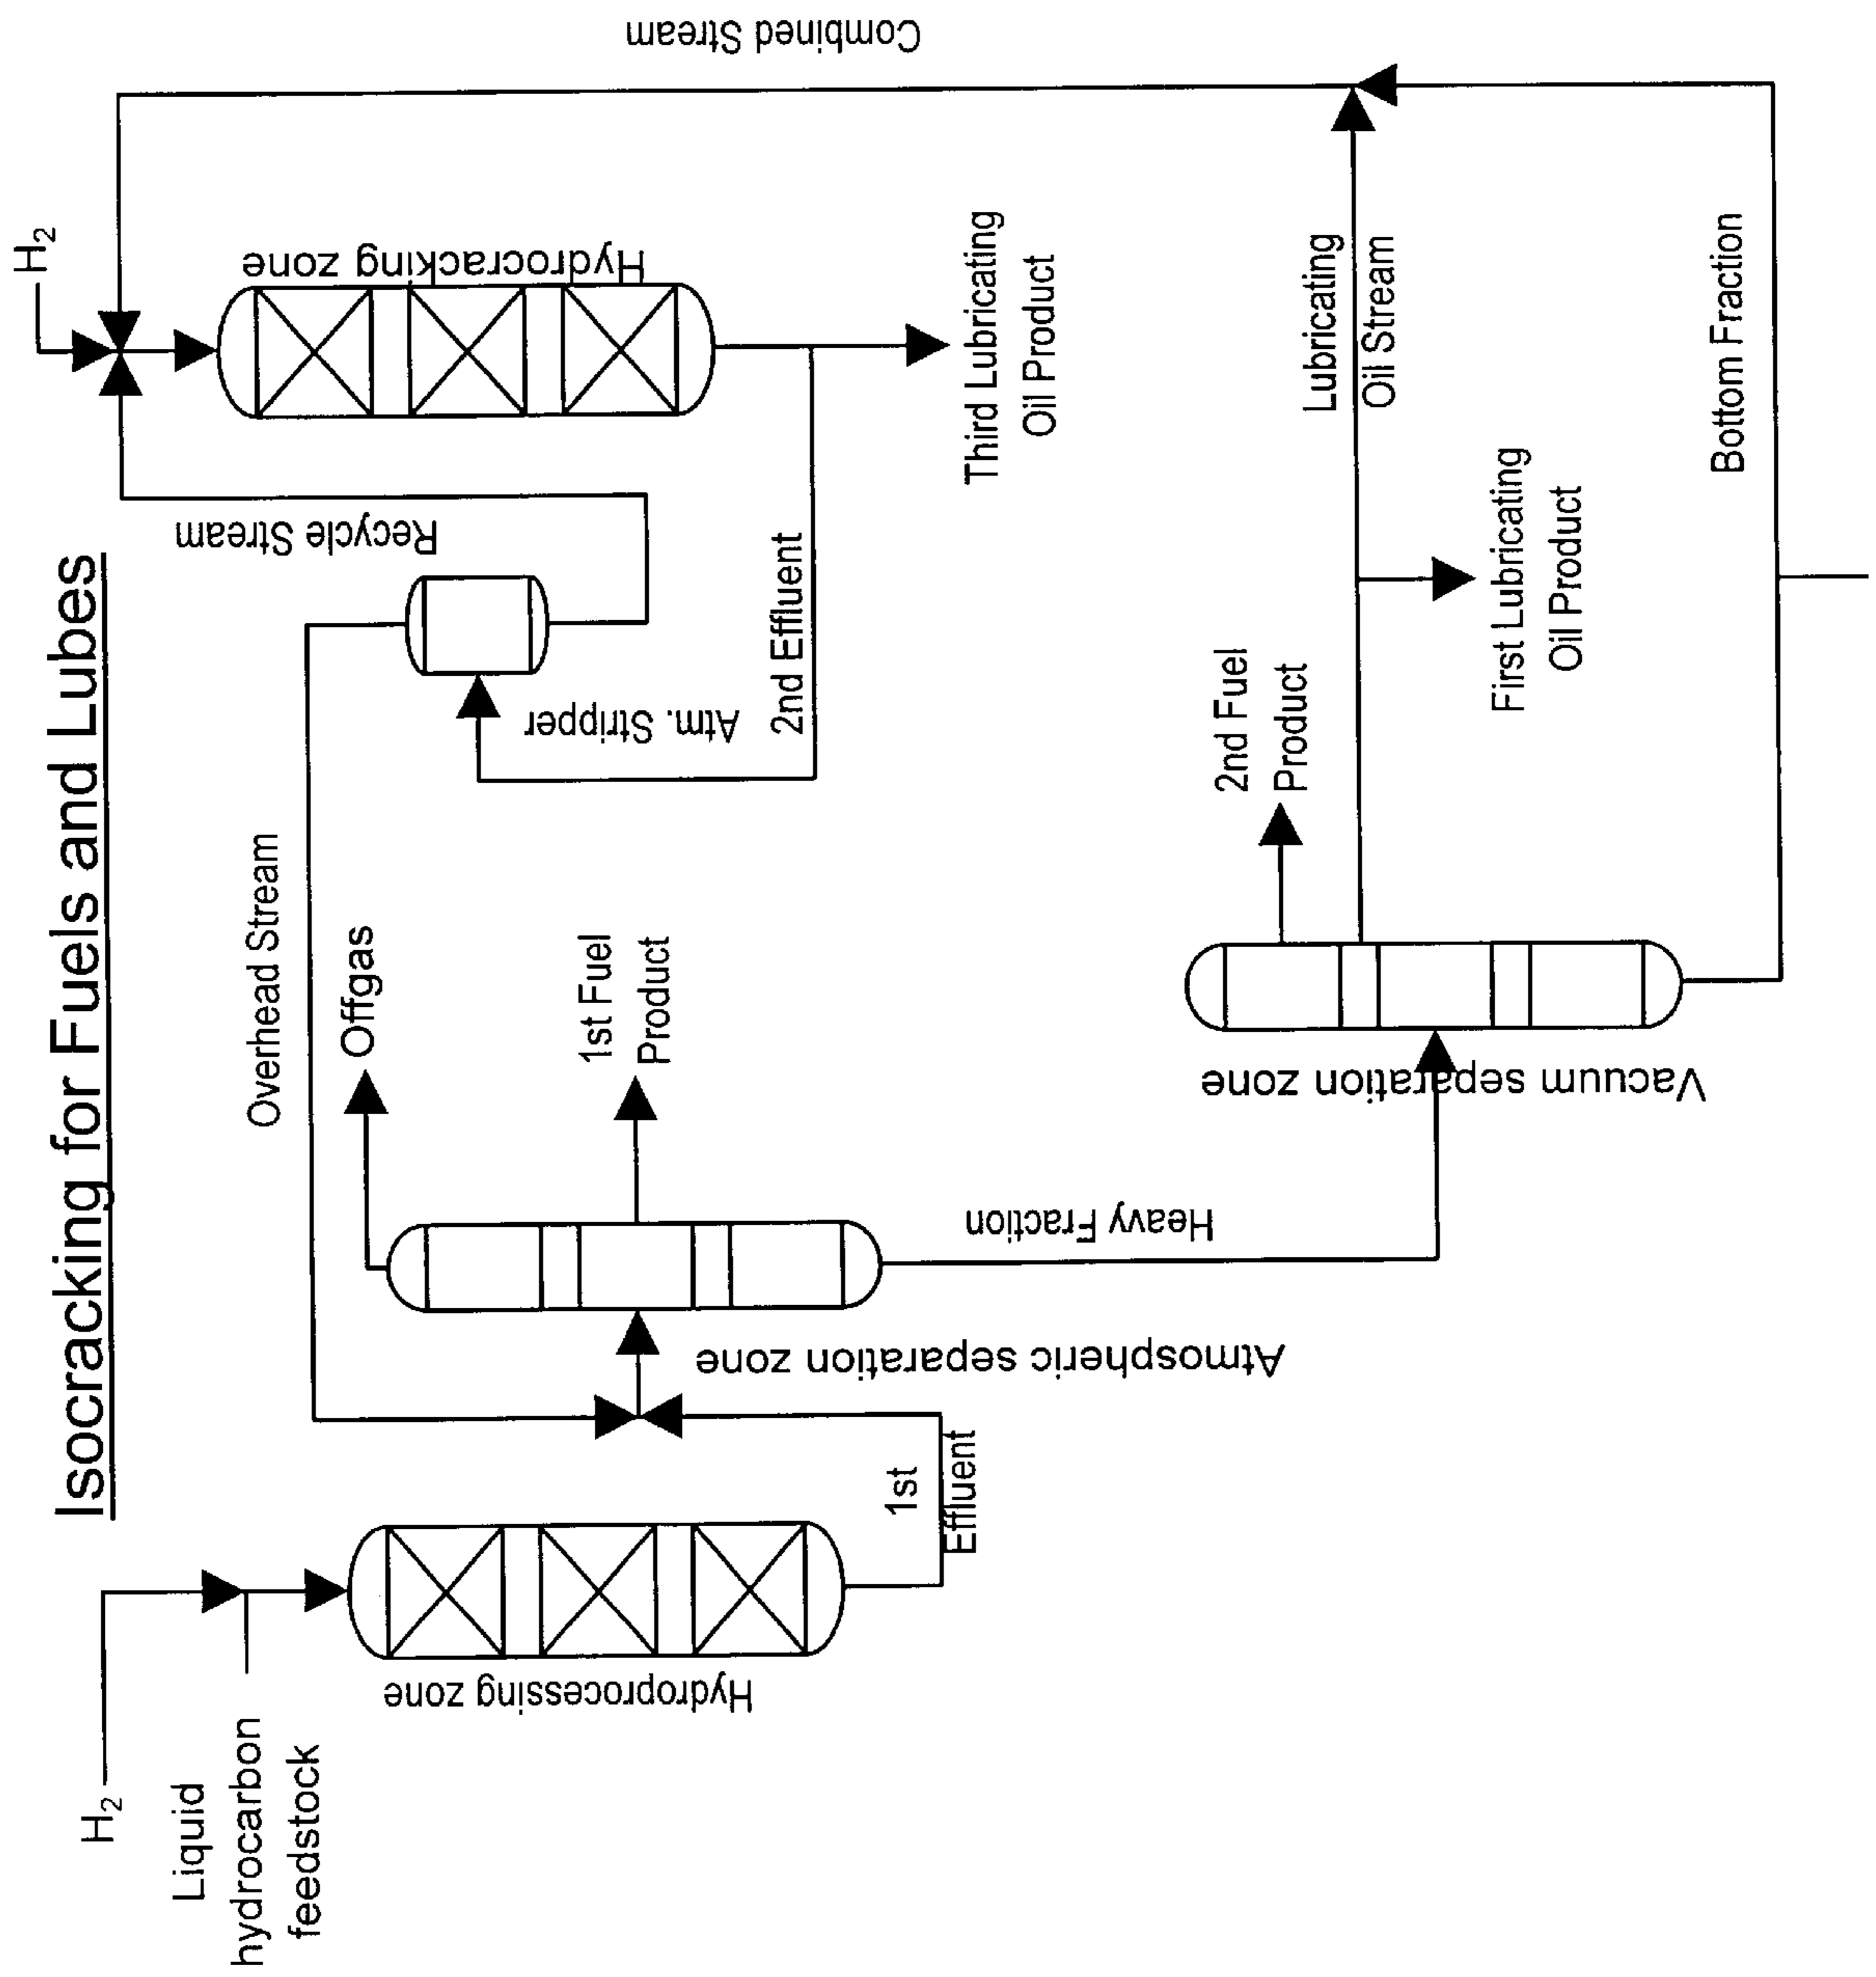 Isocracking for Fuels and Lubes
H₂
Liquid
hydrocarbon
feedstock
Hydroprocessing zone
1st
Effluent
Overhead Stream
Offgas
1st Fuel
Product
Atmospheric separation zone
Heavy Fraction
Atm. Stripper
Recycle Stream
2nd Effluent
H₂
Hydrocracking zone
Third Lubricating
Oil Product
Combined Stream
Vacuum separation zone
2nd Fuel
Product
Lubricating
Oil Stream
First Lubricating
Oil Product
Bottom Fraction